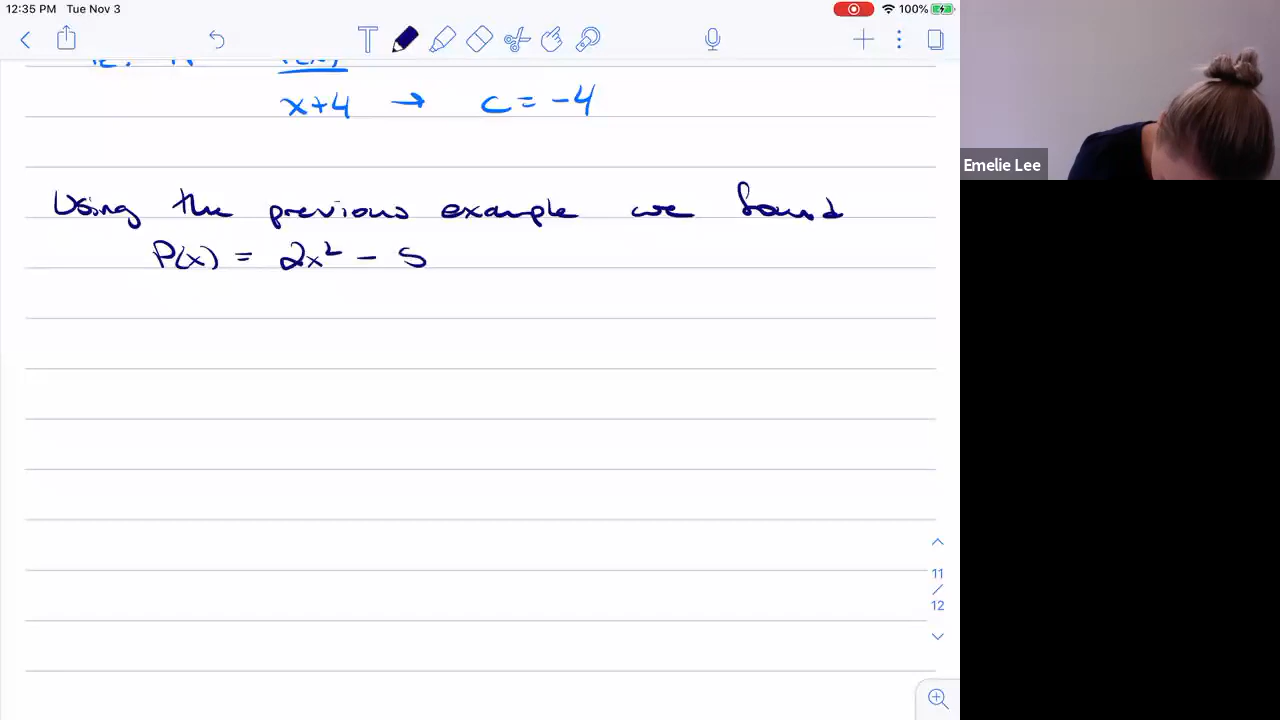 12:35 PM Tue Nov 3
100%
x+4 → c = -4
Using the previous example we found
P(x) = 2x² - 5
Emelie Lee
11
/
12